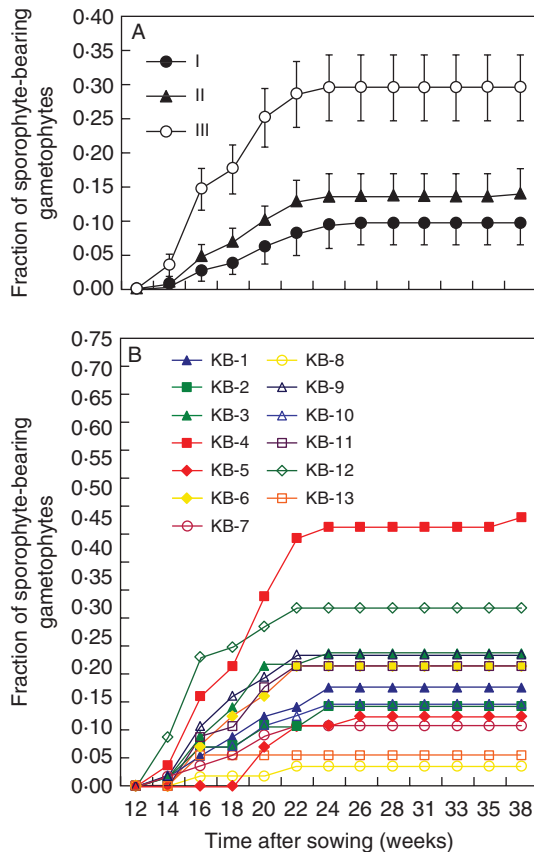 A
0·40
0·35
0·30
0·25
0·20
0·15
0·10
0·05
0·00
Fraction of sporophyte-bearing
gametophytes
I
II
III
B
0·75
0·70
0·65
0·60
0·55
0·50
0·45
0·40
0·35
0·30
0·25
0·20
0·15
0·10
0·05
0·00
Fraction of sporophyte-bearing
gametophytes
KB-1
KB-2
KB-3
KB-4
KB-5
KB-6
KB-7
KB-8
KB-9
KB-10
KB-11
KB-12
KB-13
12 14 16 18 20 22 24 26 28 31 33 35 38
Time after sowing (weeks)